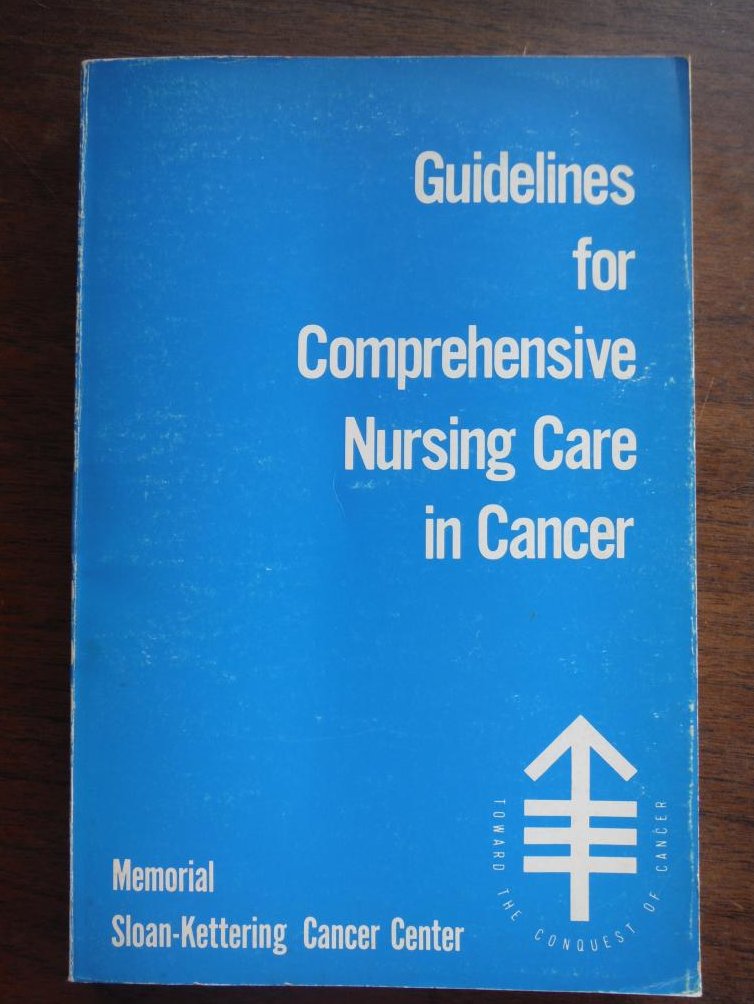 Guidelines
for
Comprehensive
Nursing Care
in Cancer
TOWARD THE CONQUEST OF CANCER
Memorial
Sloan-Kettering Cancer Center